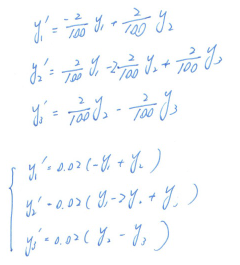 y₁' = -2/100 y₁ + 2/100 y₂
y₂' = 2/100 y₁ - 2 2/100 y₂ + 2/100 y₃
y₃' = 2/100 y₂ - 2/100 y₃
y₁' = 0.02 (-y₁ + y₂)
y₂' = 0.02 (y₁ - 2y₂ + y₃)
y₃' = 0.02 (y₂ - y₃)